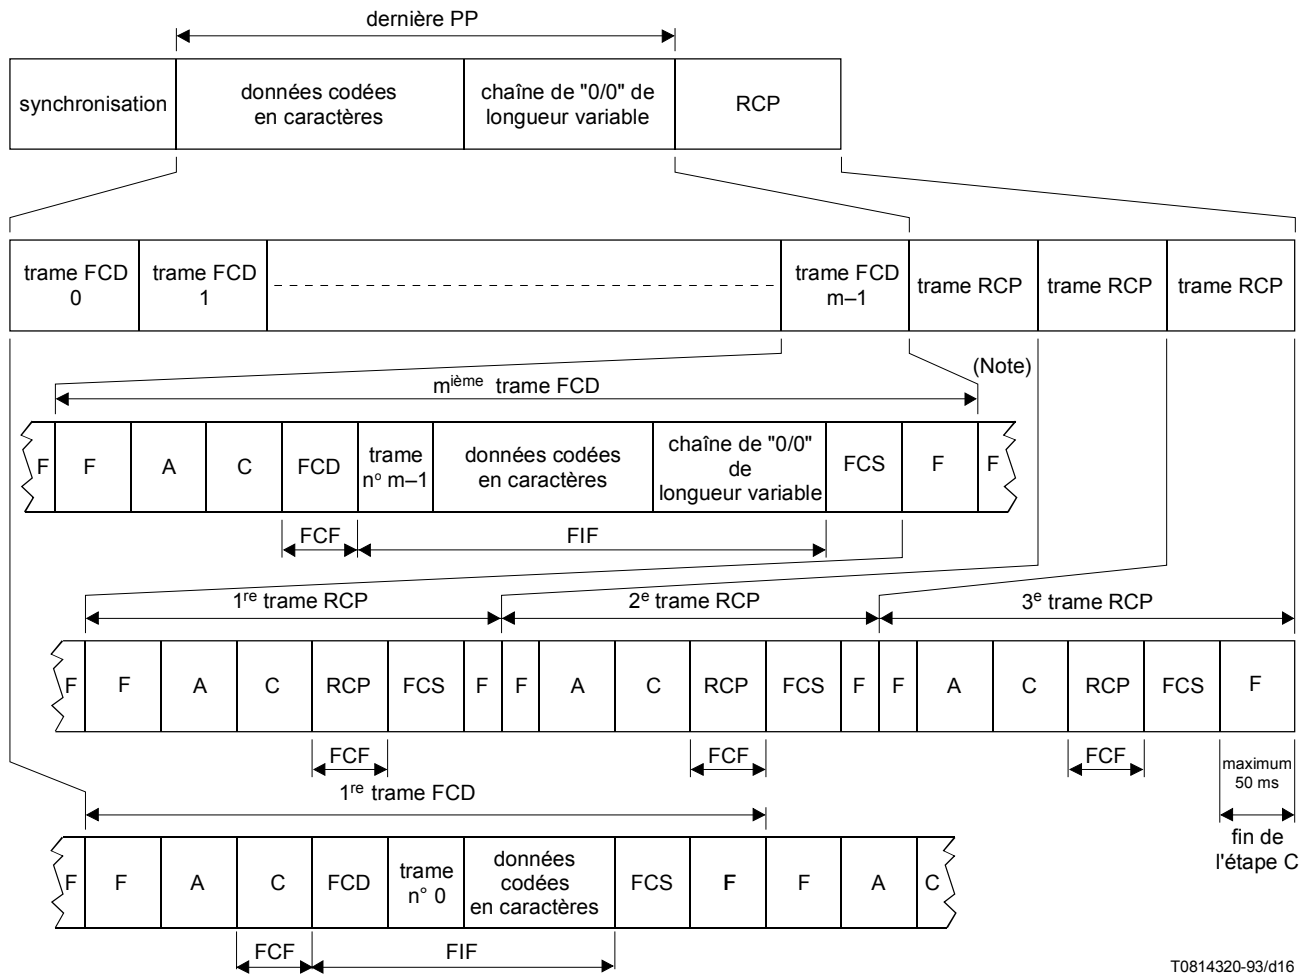 dernière PP
synchronisation
données codées
en caractères
chaîne de "0/0" de
longueur variable
RCP
trame FCD
0
trame FCD
1
trame FCD
m–1
trame RCP
trame RCP
trame RCP
(Note)
mième trame FCD
F
F
A
C
FCD
trame
nº m–1
données codées
en caractères
chaîne de "0/0"
de
longueur variable
FCS
F
F
FCF
FIF
1re trame RCP
2e trame RCP
3e trame RCP
F
F
A
C
RCP
FCS
F
F
A
C
RCP
FCS
F
F
A
C
RCP
FCS
F
FCF
FCF
FCF
maximum
50 ms
fin de
l'étape C
1re trame FCD
F
F
A
C
FCD
trame
n° 0
données
codées
en caractères
FCS
F
F
A
C
FCF
FIF
T0814320-93/d16